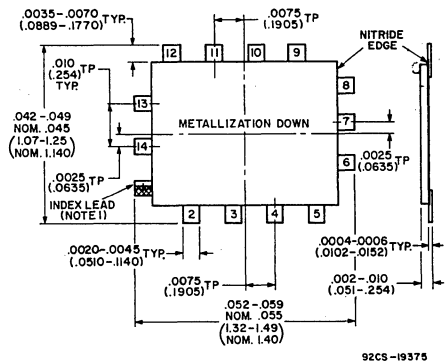 .0035-.0070 TYP.
(.0889-.1770)
.0075 TP
(.1905)
NITRIDE EDGE
12
11
10
9
.010 TP
(.254) TYP.
8
13
METALLIZATION DOWN
7
.042-.049
NOM. .045
(1.07-1.25)
(NOM. 1.140)
14
.0025 TP
(.0635)
6
.0025 TP
(.0635)
INDEX LEAD
(NOTE 1)
2
3
4
5
.0020-.0045 TYP.
(.0510-.1140)
.0004-.0006 TYP.
(.0102-.0152)
.0075 TP
(.1905)
.002-.010
(.051-.254)
.052-.059
NOM. .055
(1.32-1.49)
(NOM. 1.40)
92CS-19375